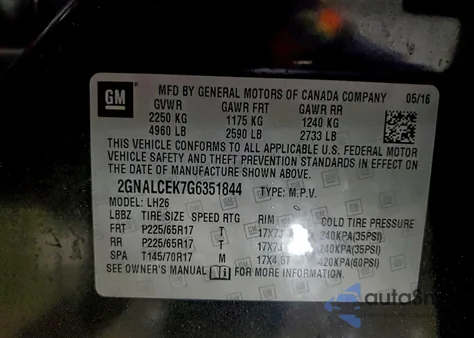 GM
MFD BY GENERAL MOTORS OF CANADA COMPANY 05/16
GVWR GAWR FRT GAWR RR
2250 KG 1175 KG 1240 KG
4960 LB 2590 LB 2733 LB
THIS VEHICLE CONFORMS TO ALL APPLICABLE U.S. FEDERAL MOTOR
VEHICLE SAFETY AND THEFT PREVENTION STANDARDS IN EFFECT ON
THE DATE OF MANUFACTURE SHOWN ABOVE.
2GNALCEK7G6351844 TYPE: M.P.V.
MODEL: LH26
LBBZ TIRE SIZE SPEED RTG RIM COLD TIRE PRESSURE
FRT P225/65R17 T 17X7J 240KPA(35PSI)
RR P225/65R17 T 17X7J 240KPA(35PSI)
SPA T145/70R17 M 17X4.5T 420KPA(60PSI)
SEE OWNER'S MANUAL FOR MORE INFORMATION